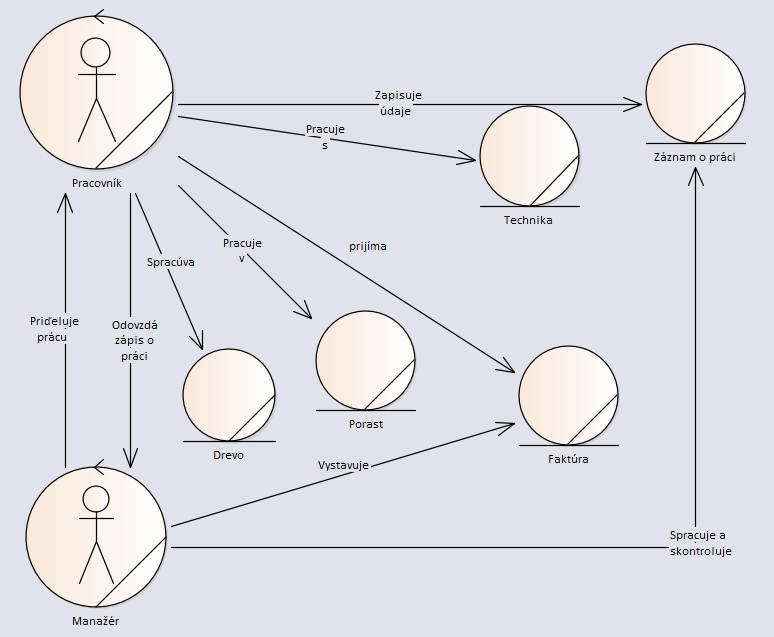 Zapisuje
údaje
Pracuje
s
Záznam o práci
Pracovník
Technika
Pracuje
v
prijíma
Spracúva
Prideľuje
prácu
Odovzdá
zápis o
práci
Porast
Drevo
Faktúra
Vystavuje
Spracuje a
skontroluje
Manažér